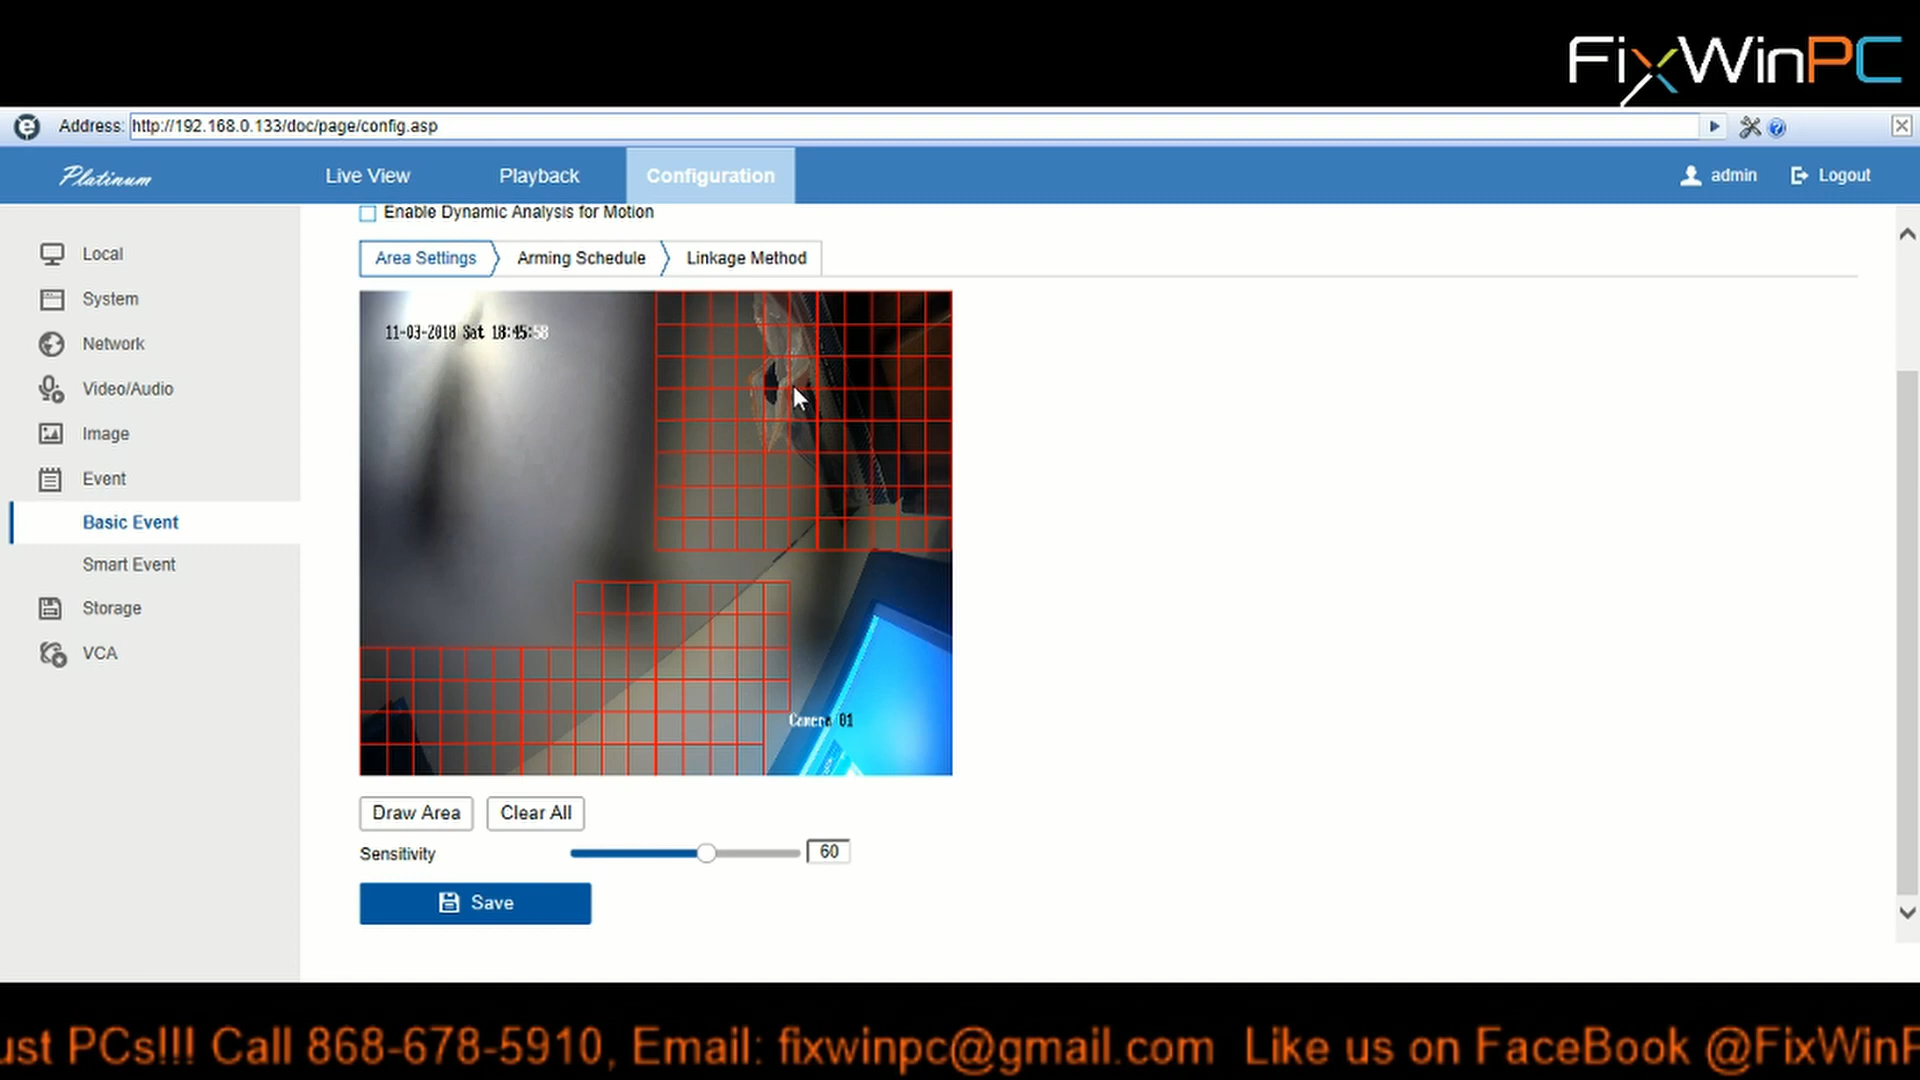 FixWinPC
Address: http://192.168.0.133/doc/page/config.asp
Platinum
Live View
Playback
Configuration
admin
Logout
Local
System
Network
Video/Audio
Image
Event
Basic Event
Smart Event
Storage
VCA
Enable Dynamic Analysis for Motion
Area Settings
Arming Schedule
Linkage Method
11-03-2018 Sat 18:45:58
Camera 01
Draw Area
Clear All
Sensitivity
60
Save
ust PCs!!! Call 868-678-5910, Email: fixwinpc@gmail.com Like us on FaceBook @FixWinP